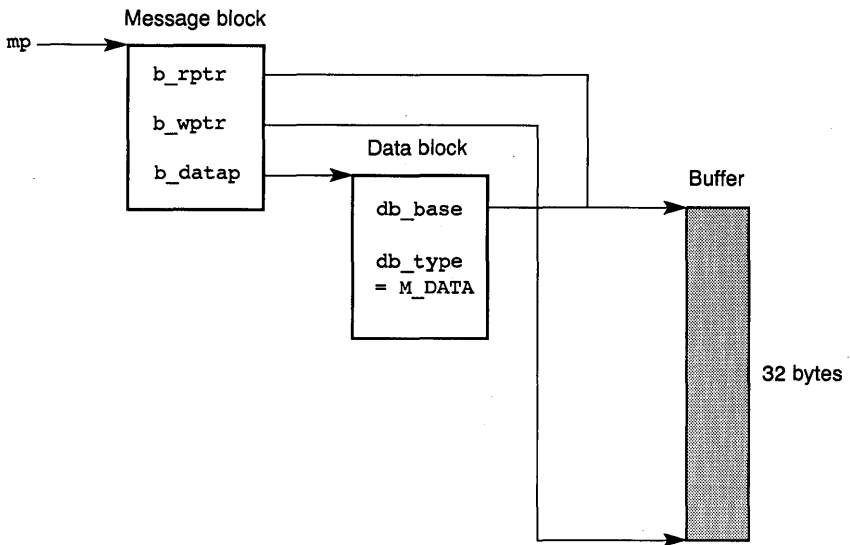 Message block
mp
b_rptr
b_wptr
b_datap
Data block
db_base
db_type
= M_DATA
Buffer
32 bytes